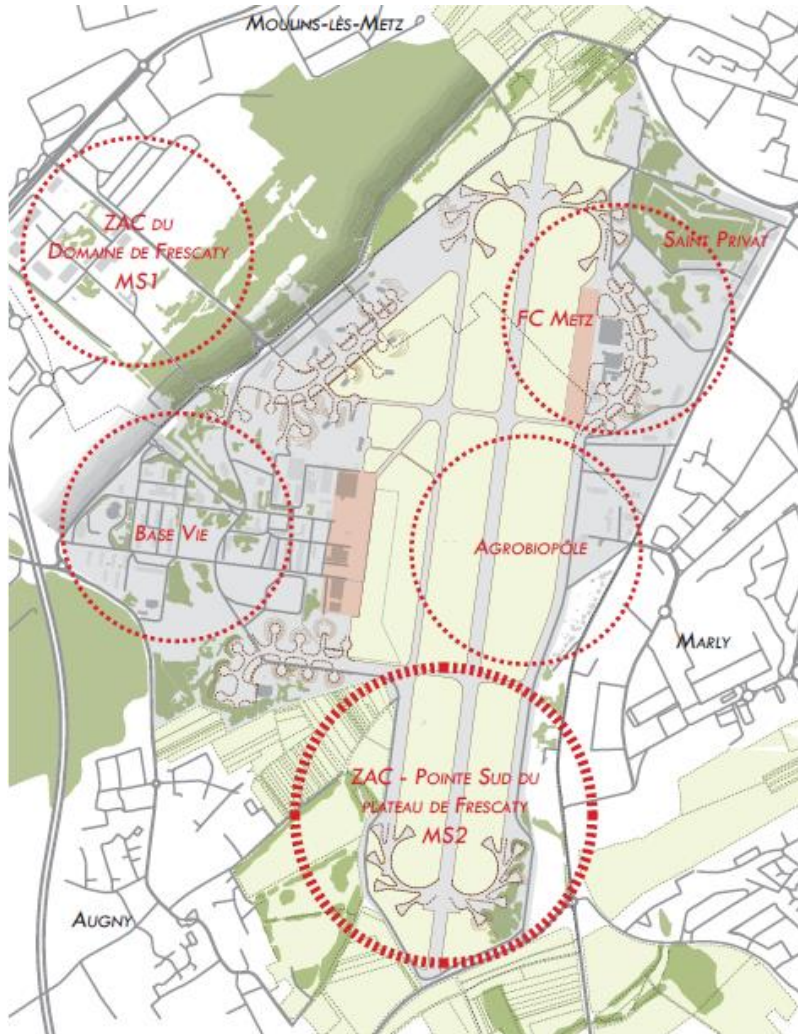 MOULINS-LÈS-METZ
ZAC DU
DOMAINE DE FRESCATY
MS1
SAINT PRIVAT
FC METZ
BASE VIE
AGROBIOPÔLE
MARLY
ZAC - POINTE SUD DU
PLATEAU DE FRESCATY
MS2
AUGNY